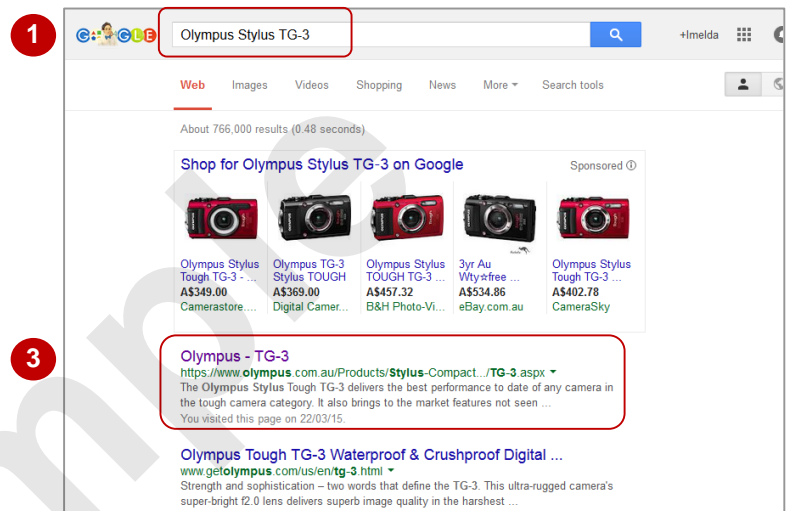 1
GOOGLE
Olympus Stylus TG-3
+Imelda
Web Images Videos Shopping News More Search tools
About 766,000 results (0.48 seconds)
Shop for Olympus Stylus TG-3 on Google
Sponsored
Olympus Stylus Tough TG-3 - ...
A$349.00
Camerastore....
Olympus TG-3 Stylus TOUGH
A$369.00
Digital Camer...
Olympus Stylus TOUGH TG-3 ...
A$457.32
B&H Photo-Vi...
3yr Au Wty☆free ...
A$534.86
eBay.com.au
Olympus Stylus Tough TG-3 ...
A$402.78
CameraSky
3
Olympus - TG-3
https://www.olympus.com.au/Products/Stylus-Compact.../TG-3.aspx
The Olympus Stylus Tough TG-3 delivers the best performance to date of any camera in
the tough camera category. It also brings to the market features not seen ...
You visited this page on 22/03/15.
Olympus Tough TG-3 Waterproof & Crushproof Digital ...
www.getolympus.com/us/en/tg-3.html
Strength and sophistication – two words that define the TG-3. This ultra-rugged camera's
super-bright f2.0 lens delivers superb image quality in the harshest ...